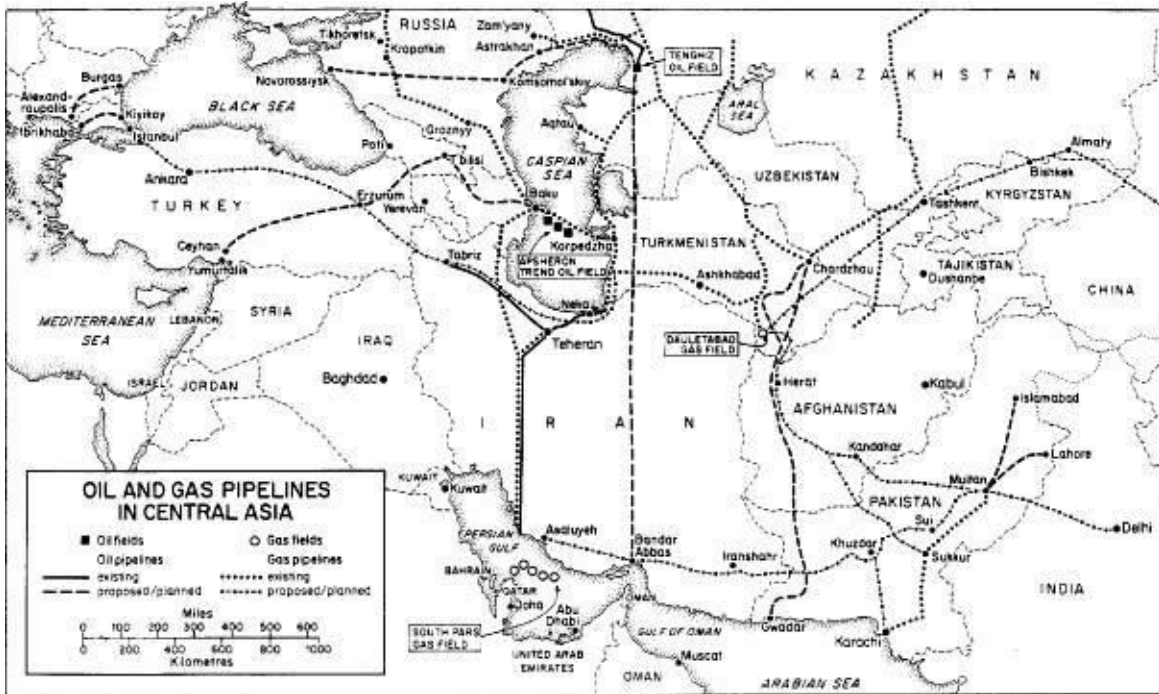 RUSSIA
Zam'yany
Tikhoretsk
Kropotkin
Astrakhan
TENGHIZ
OIL FIELD
Novorossiysk
Komsomol'skiy
KAZAKHSTAN
Burgas
Alexand-
roupolis
Kişikoy
Ibrikhaba
Istanbul
BLACK SEA
ARAL
SEA
Groznyy
Aqtau
Almaty
Poti
CASPIAN
SEA
Bishkek
Tbilisi
UZBEKISTAN
KYRGYZSTAN
Ankara
Baku
Tashkent
Erzurum
TURKEY
Yerevan
Korpedzhe
TURKMENISTAN
Ceyhan
Tabriz
APSHERON
TREND OIL FIELD
Chardzhau
TAJIKISTAN
Yumurtalik
Ashkhabad
Dushanbe
CHINA
Neka
SYRIA
MEDITERRANEAN
SEA
LEBANON
Teheran
DAULETABAD
GAS FIELD
IRAQ
ISRAEL
JORDAN
Baghdad
Herat
Kabul
Islamabad
AFGHANISTAN
IRAN
Kandahar
Lahore
Multan
KUWAIT
Kuwait
PAKISTAN
Sui
Delhi
PERSIAN
GULF
Asaluyeh
Bandar
Abbas
Iranshahr
Khuzdar
Sukkur
BAHRAIN
QATAR
Doha
Abu
Dhabi
OMAN
INDIA
SOUTH PARS
GAS FIELD
GULF OF OMAN
Gwadar
Karachi
UNITED ARAB
EMIRATES
Muscat
OMAN
ARABIAN SEA
OIL AND GAS PIPELINES
IN CENTRAL ASIA
Oilfields Gas fields
Oil pipelines Gas pipelines
existing existing
proposed/planned proposed/planned
Miles
100 0 100 200 300 400 500 600
100 0 200 400 600 800 1000
Kilometres